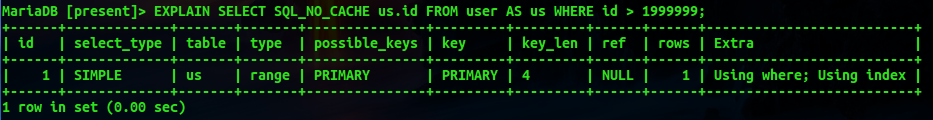 MariaDB [present]> EXPLAIN SELECT SQL_NO_CACHE us.id FROM user AS us WHERE id > 1999999;
+------+-------------+-------+-------+---------------+---------+---------+------+------+--------------------------+
| id   | select_type | table | type  | possible_keys | key     | key_len | ref  | rows | Extra                    |
+------+-------------+-------+-------+---------------+---------+---------+------+------+--------------------------+
|    1 | SIMPLE      | us    | range | PRIMARY       | PRIMARY | 4       | NULL |    1 | Using where; Using index |
+------+-------------+-------+-------+---------------+---------+---------+------+------+--------------------------+
1 row in set (0.00 sec)